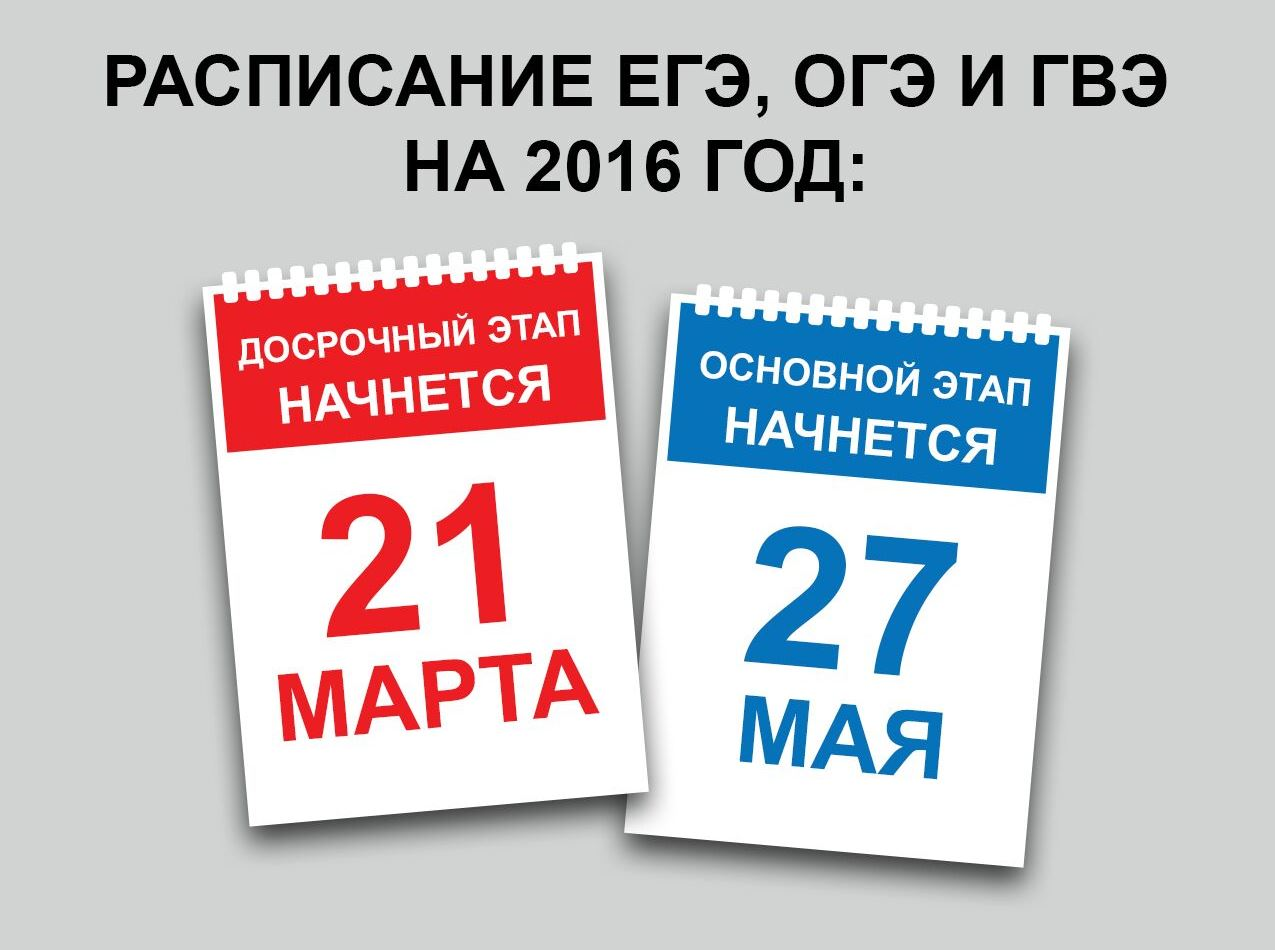 РАСПИСАНИЕ ЕГЭ, ОГЭ И ГВЭ
НА 2016 ГОД:
ДОСРОЧНЫЙ ЭТАП
НАЧНЕТСЯ
21
МАРТА
ОСНОВНОЙ ЭТАП
НАЧНЕТСЯ
27
МАЯ